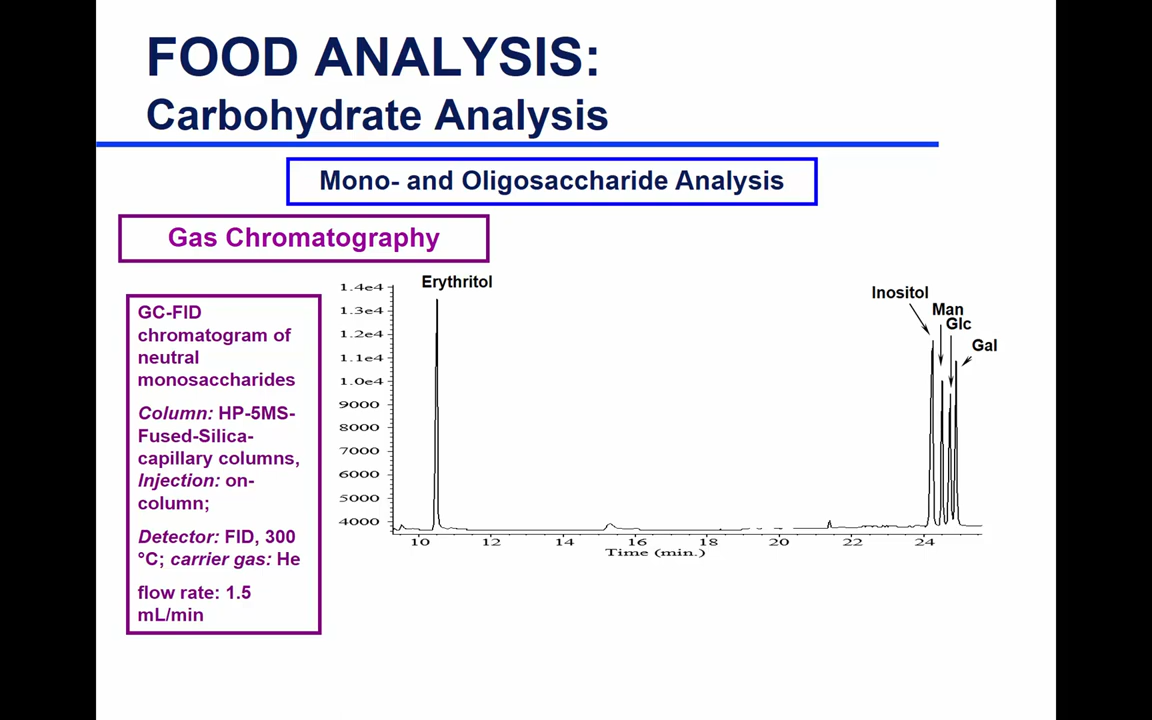 FOOD ANALYSIS:
Carbohydrate Analysis
Mono- and Oligosaccharide Analysis
Gas Chromatography
GC-FID
chromatogram of
neutral
monosaccharides
Column: HP-5MS-
Fused-Silica-
capillary columns,
Injection: on-
column;
Detector: FID, 300
°C; carrier gas: He
flow rate: 1.5
mL/min
Erythritol
Inositol
Man
Glc
Gal
1.4e4
1.3e4
1.2e4
1.1e4
1.0e4
9000
8000
7000
6000
5000
4000
10 12 14 16 18 20 22 24
Time (min.)